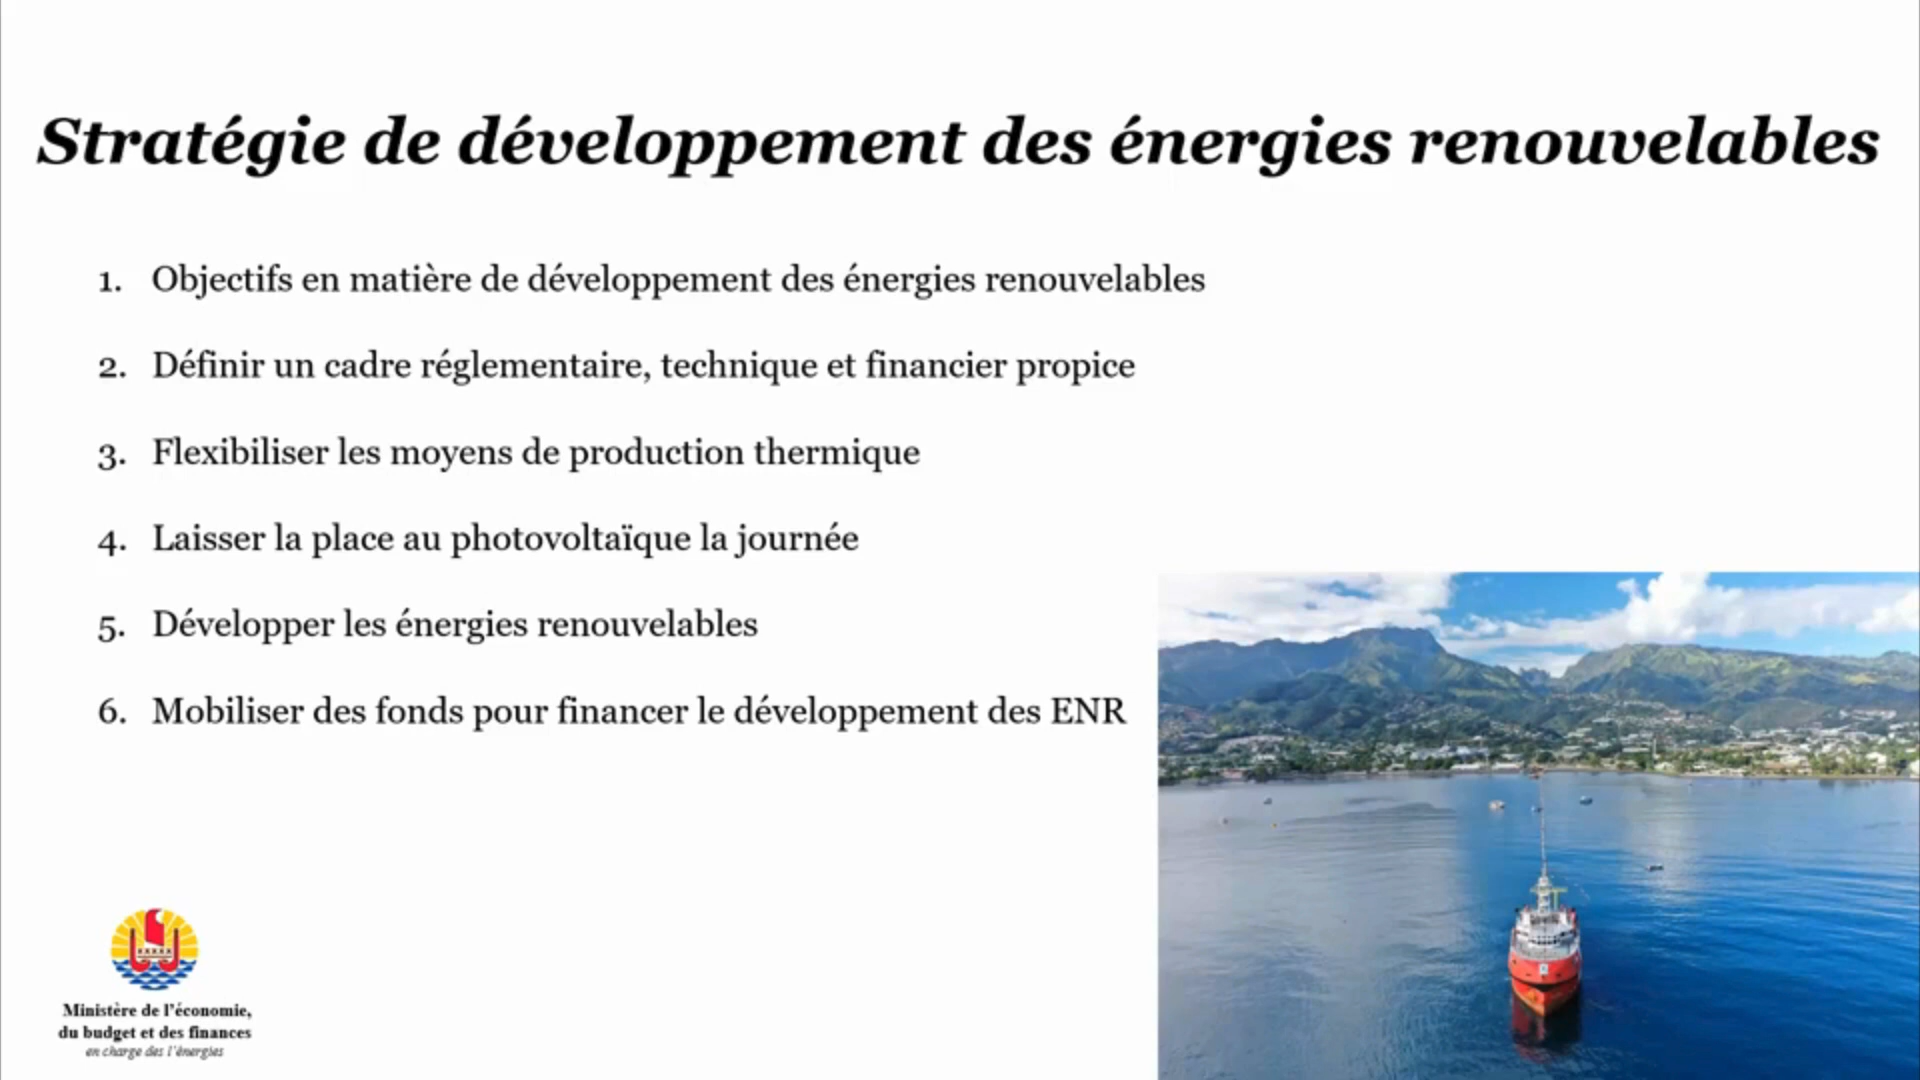 Stratégie de développement des énergies renouvelables
1. Objectifs en matière de développement des énergies renouvelables
2. Définir un cadre réglementaire, technique et financier propice
3. Flexibiliser les moyens de production thermique
4. Laisser la place au photovoltaïque la journée
5. Développer les énergies renouvelables
6. Mobiliser des fonds pour financer le développement des ENR
Ministère de l'économie,
du budget et des finances
en charge des l'énergies